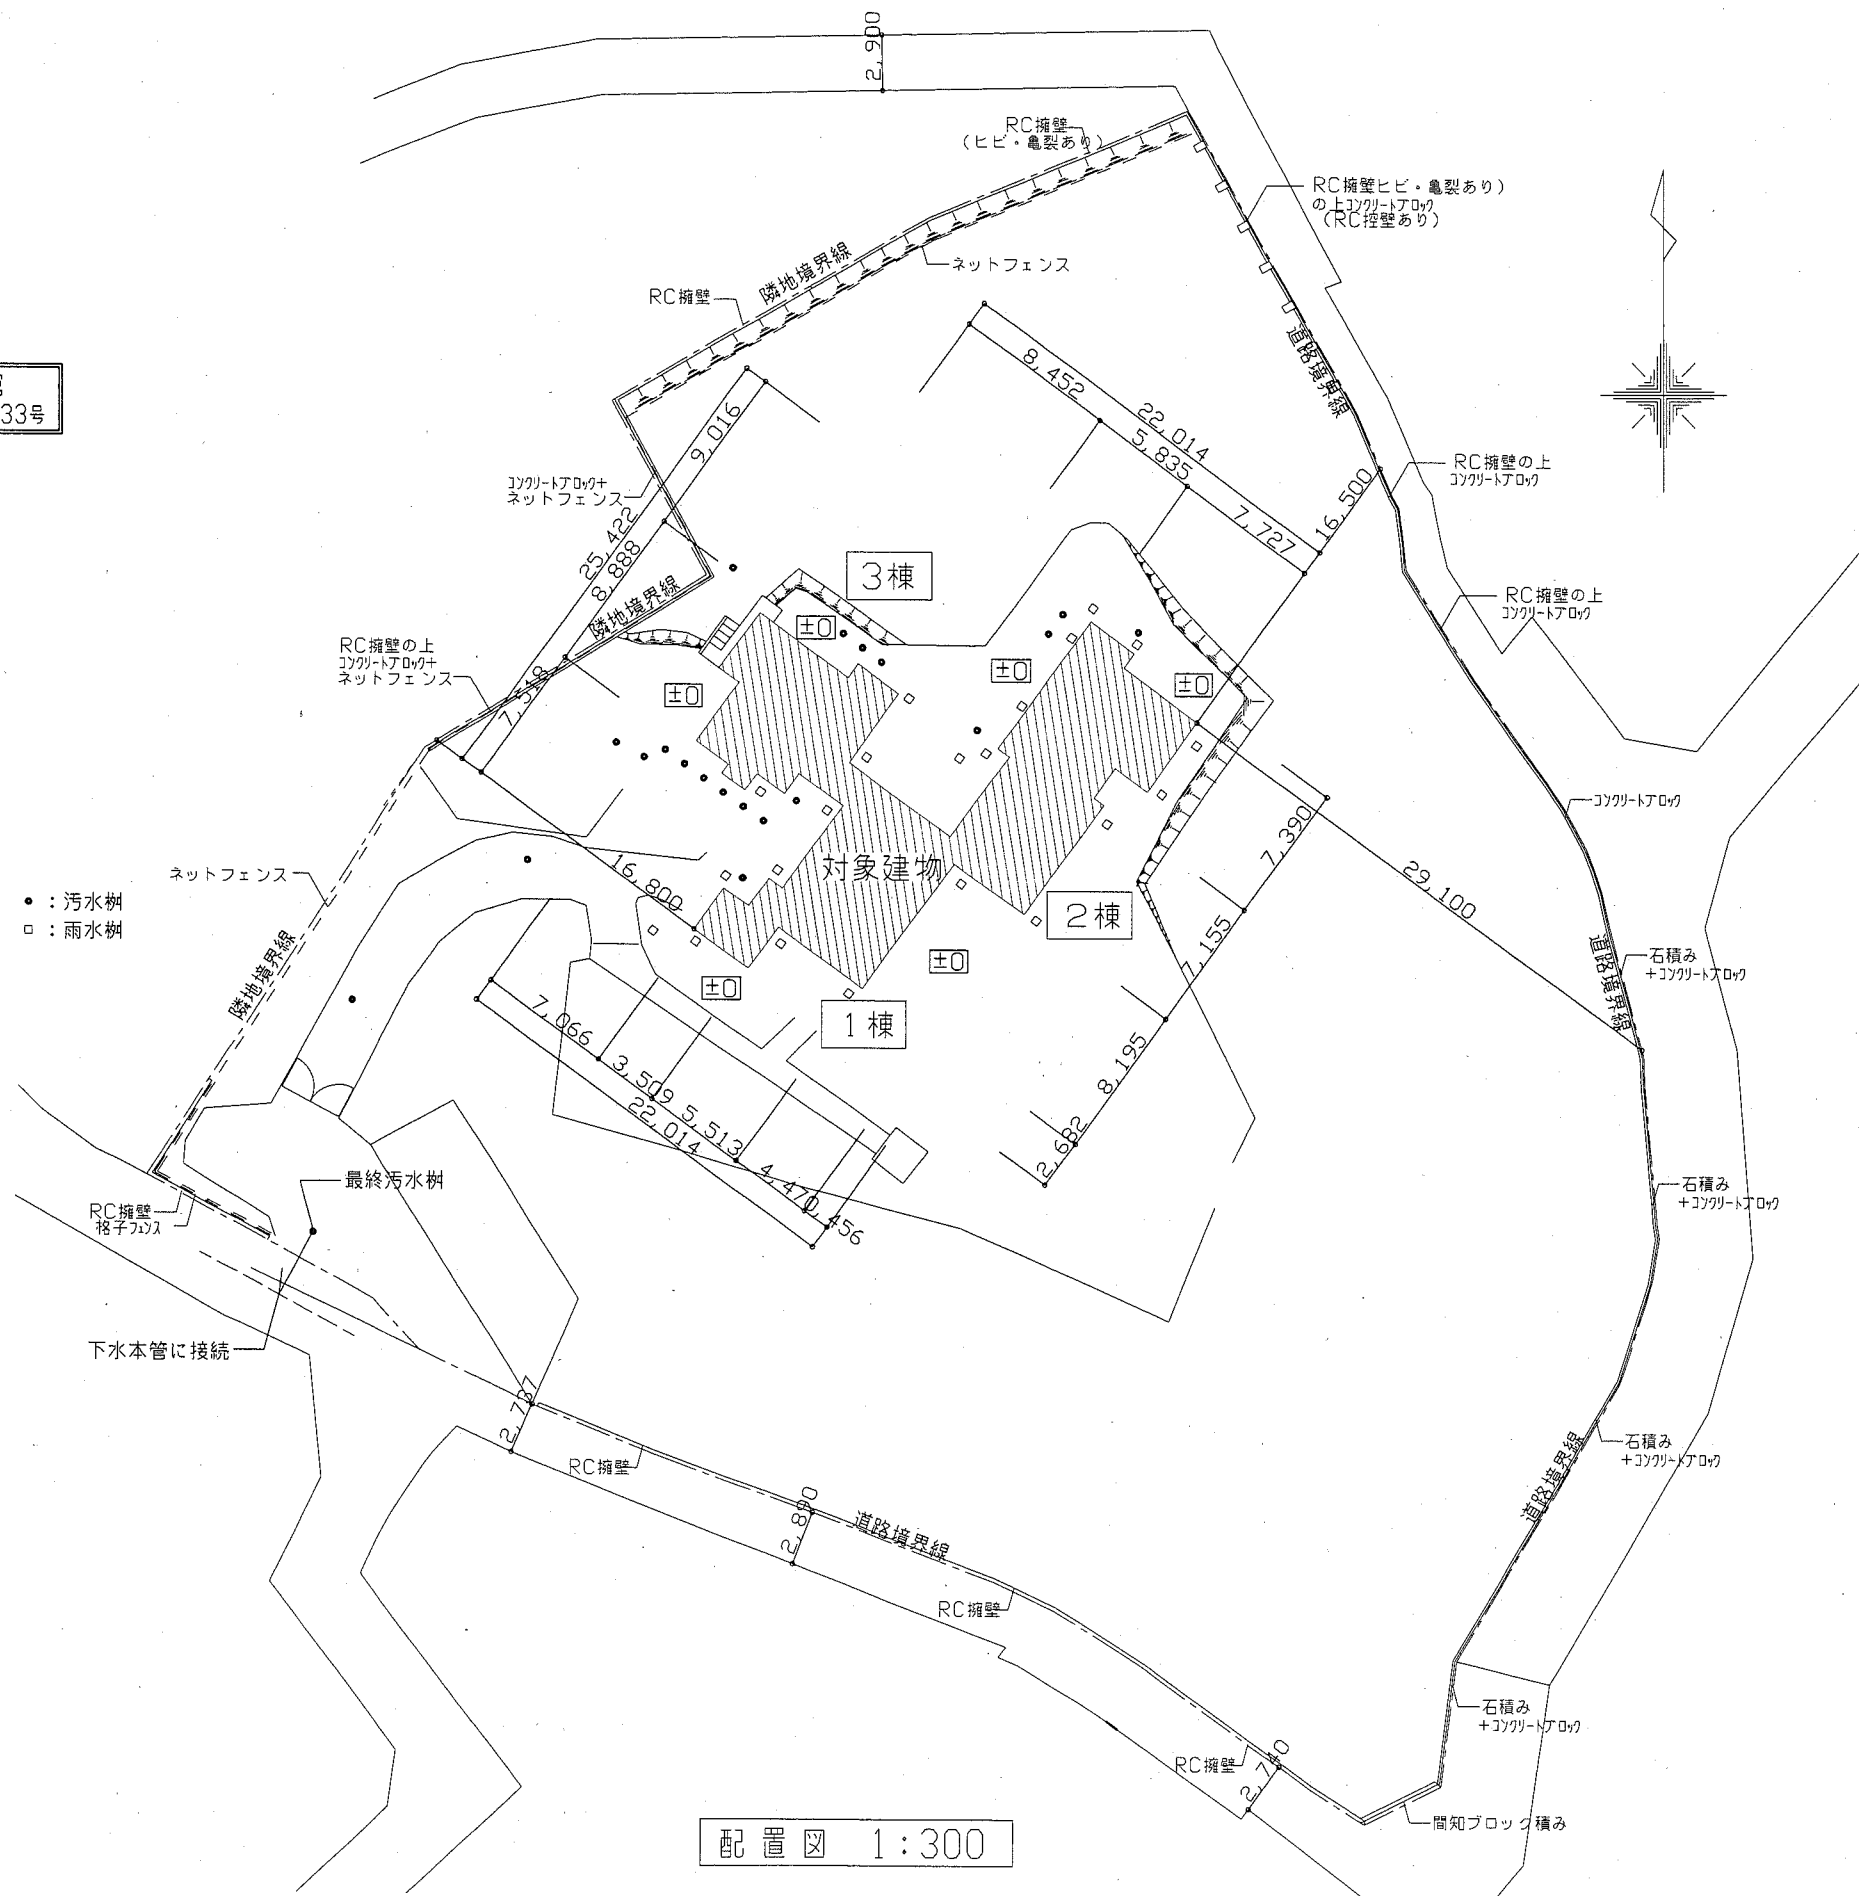 2,900
RC擁壁
(ヒビ・亀裂あり)
RC擁壁ヒビ・亀裂あり)
の上コンクリートブロック
(RC控壁あり)
隣地境界線
ネットフェンス
RC擁壁
道路境界線
33号
8,452
22,014
5,835
7,727
16,500
9,016
25,422
8,888
コンクリートブロック+
ネットフェンス
RC擁壁の上
コンクリートブロック
隣地境界線
3棟
±0
±0
±0
±0
RC擁壁の上
コンクリートブロック
RC擁壁の上
コンクリートブロック+
ネットフェンス
コンクリートブロック
7,390
29,100
16,800
対象建物
ネットフェンス
●:汚水桝
□:雨水桝
2棟
7,155
隣地境界線
道路境界線
石積み
+コンクリートブロック
±0
±0
1棟
7,066
3,509
5,513
22,014
4,470
456
8,195
2,682
最終汚水桝
RC擁壁
格子フェンス
石積み
+コンクリートブロック
下水本管に接続
2,737
RC擁壁
2,890
道路境界線
石積み
+コンクリートブロック
道路境界線
RC擁壁
石積み
+コンクリートブロック
RC擁壁
2,740
間知ブロック積み
配置図 1:300